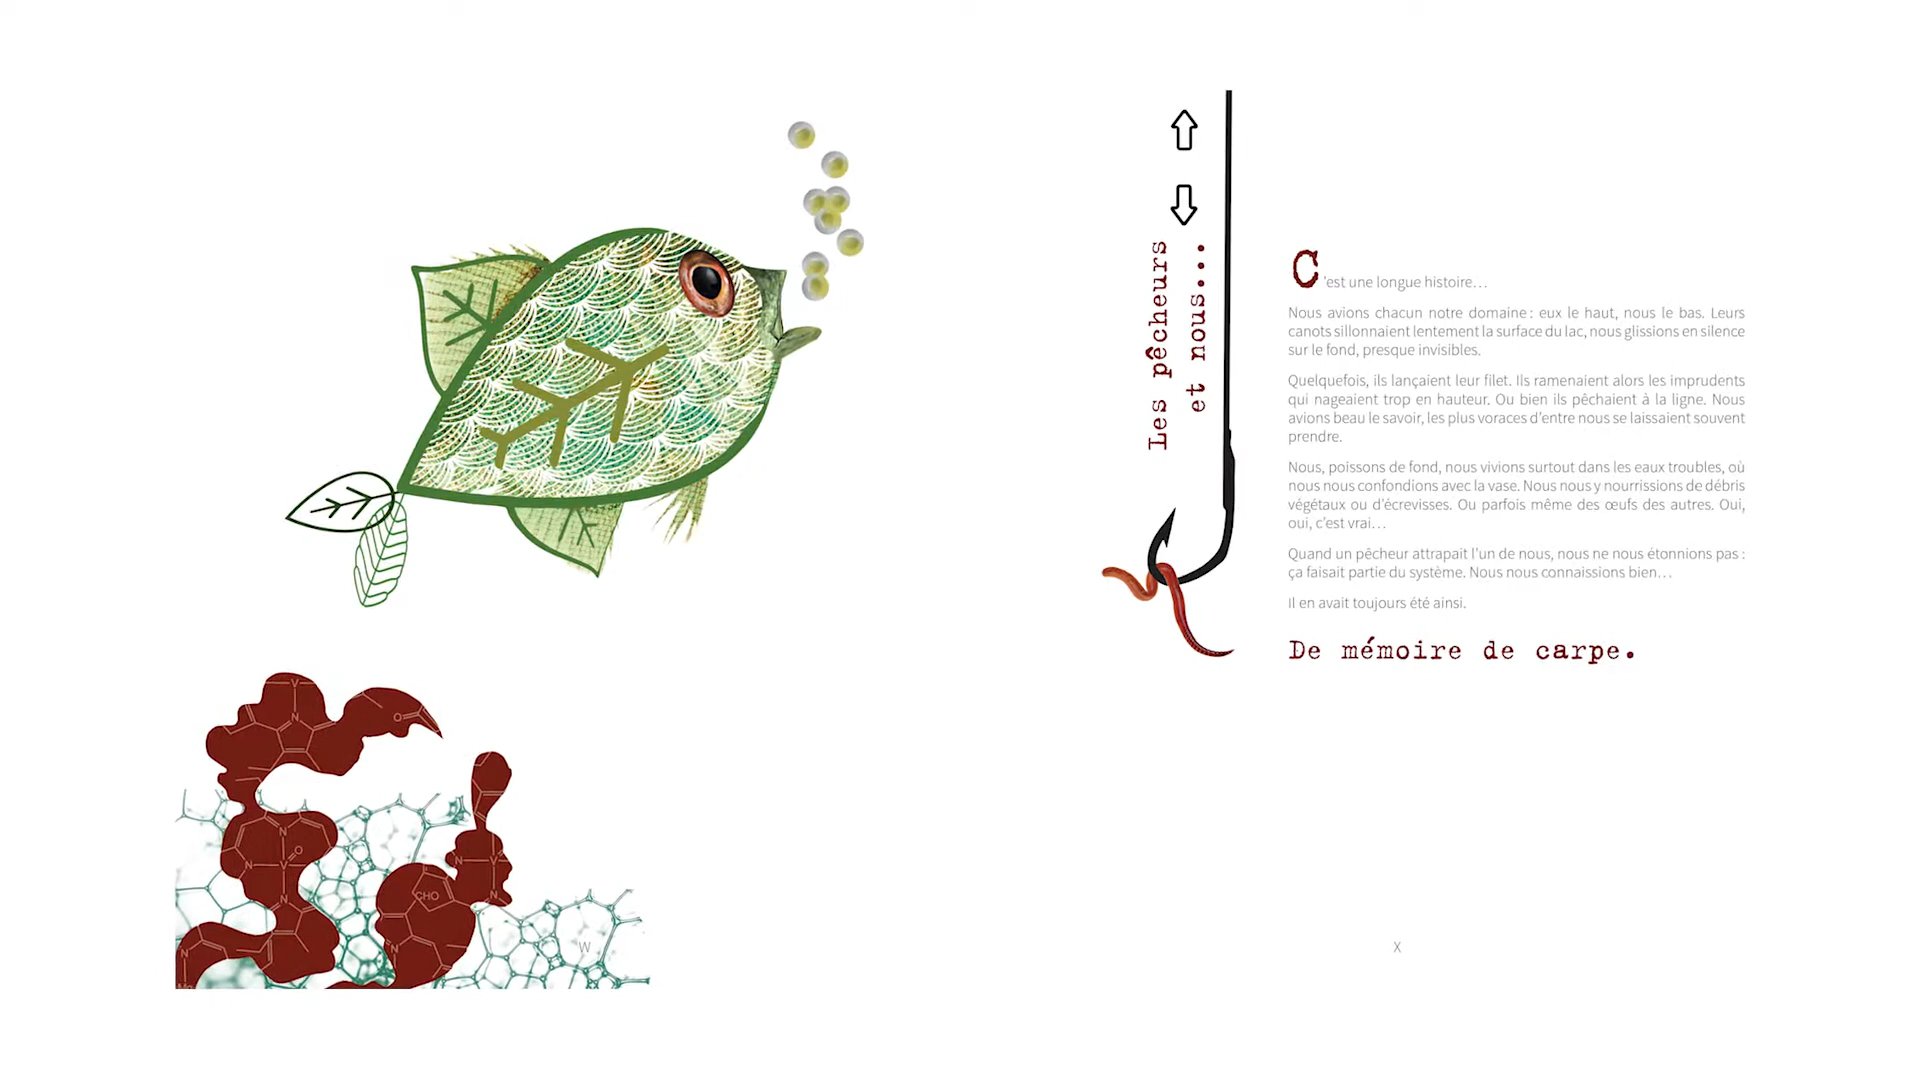 V
N
O
N
V
O
N
N
V
N
CHO
N
N
Mg
W
Les pêcheurs
et nous...
C'est une longue histoire…
Nous avions chacun notre domaine : eux le haut, nous le bas. Leurs
canots sillonnaient lentement la surface du lac, nous glissions en silence
sur le fond, presque invisibles.
Quelquefois, ils lançaient leur filet. Ils ramenaient alors les imprudents
qui nageaient trop en hauteur. Ou bien ils pêchaient à la ligne. Nous
avions beau le savoir, les plus voraces d’entre nous se laissaient souvent
prendre.
Nous, poissons de fond, nous vivions surtout dans les eaux troubles, où
nous nous confondions avec la vase. Nous nous y nourrissions de débris
végétaux ou d’écrevisses. Ou parfois même des œufs des autres. Oui,
oui, c’est vrai…
Quand un pêcheur attrapait l’un de nous, nous ne nous étonnions pas :
ça faisait partie du système. Nous nous connaissions bien…
Il en avait toujours été ainsi.
De mémoire de carpe.
X